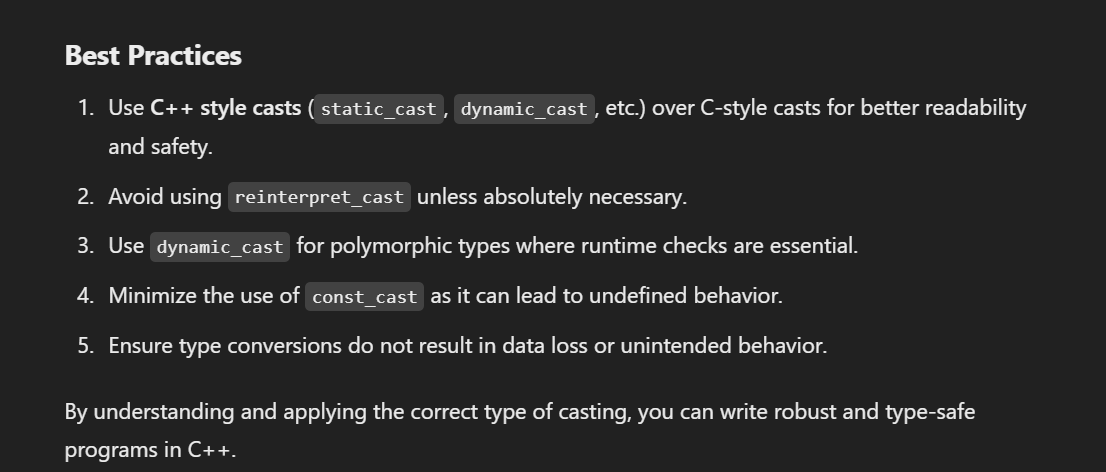 Best Practices
1. Use C++ style casts (static_cast, dynamic_cast, etc.) over C-style casts for better readability
and safety.
2. Avoid using reinterpret_cast unless absolutely necessary.
3. Use dynamic_cast for polymorphic types where runtime checks are essential.
4. Minimize the use of const_cast as it can lead to undefined behavior.
5. Ensure type conversions do not result in data loss or unintended behavior.
By understanding and applying the correct type of casting, you can write robust and type-safe
programs in C++.